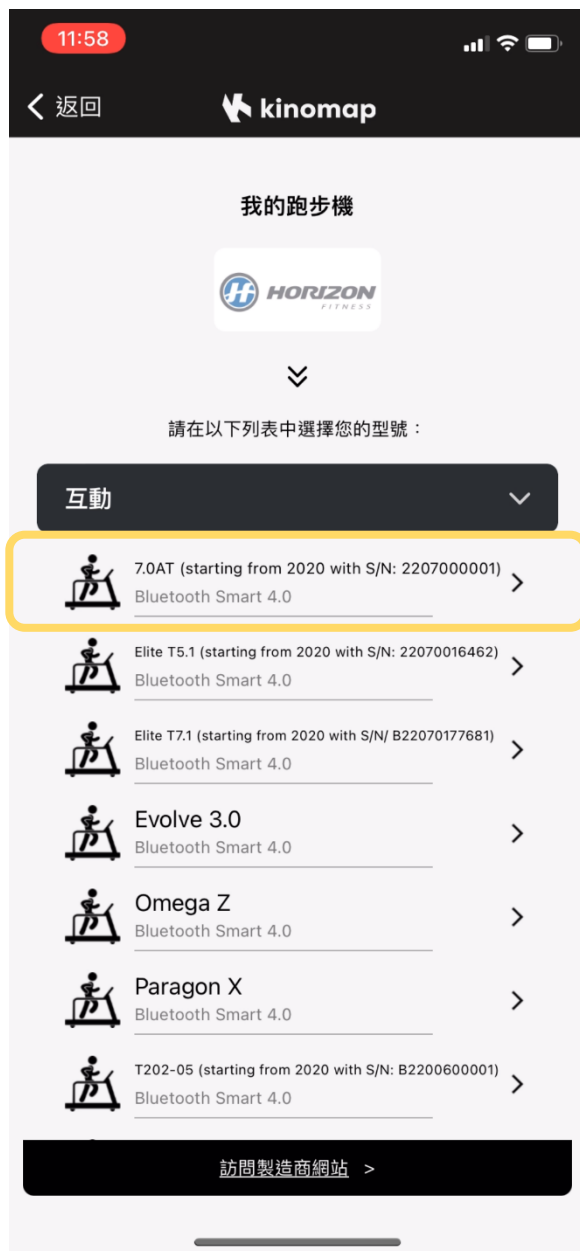 11:58
返回
kinomap
我的跑步機
HORIZON
FITNESS
請在以下列表中選擇您的型號：
互動
7.0AT (starting from 2020 with S/N: 2207000001)
Bluetooth Smart 4.0
Elite T5.1 (starting from 2020 with S/N: 22070016462)
Bluetooth Smart 4.0
Elite T7.1 (starting from 2020 with S/N/ B22070177681)
Bluetooth Smart 4.0
Evolve 3.0
Bluetooth Smart 4.0
Omega Z
Bluetooth Smart 4.0
Paragon X
Bluetooth Smart 4.0
T202-05 (starting from 2020 with S/N: B2200600001)
Bluetooth Smart 4.0
訪問製造商網站 >